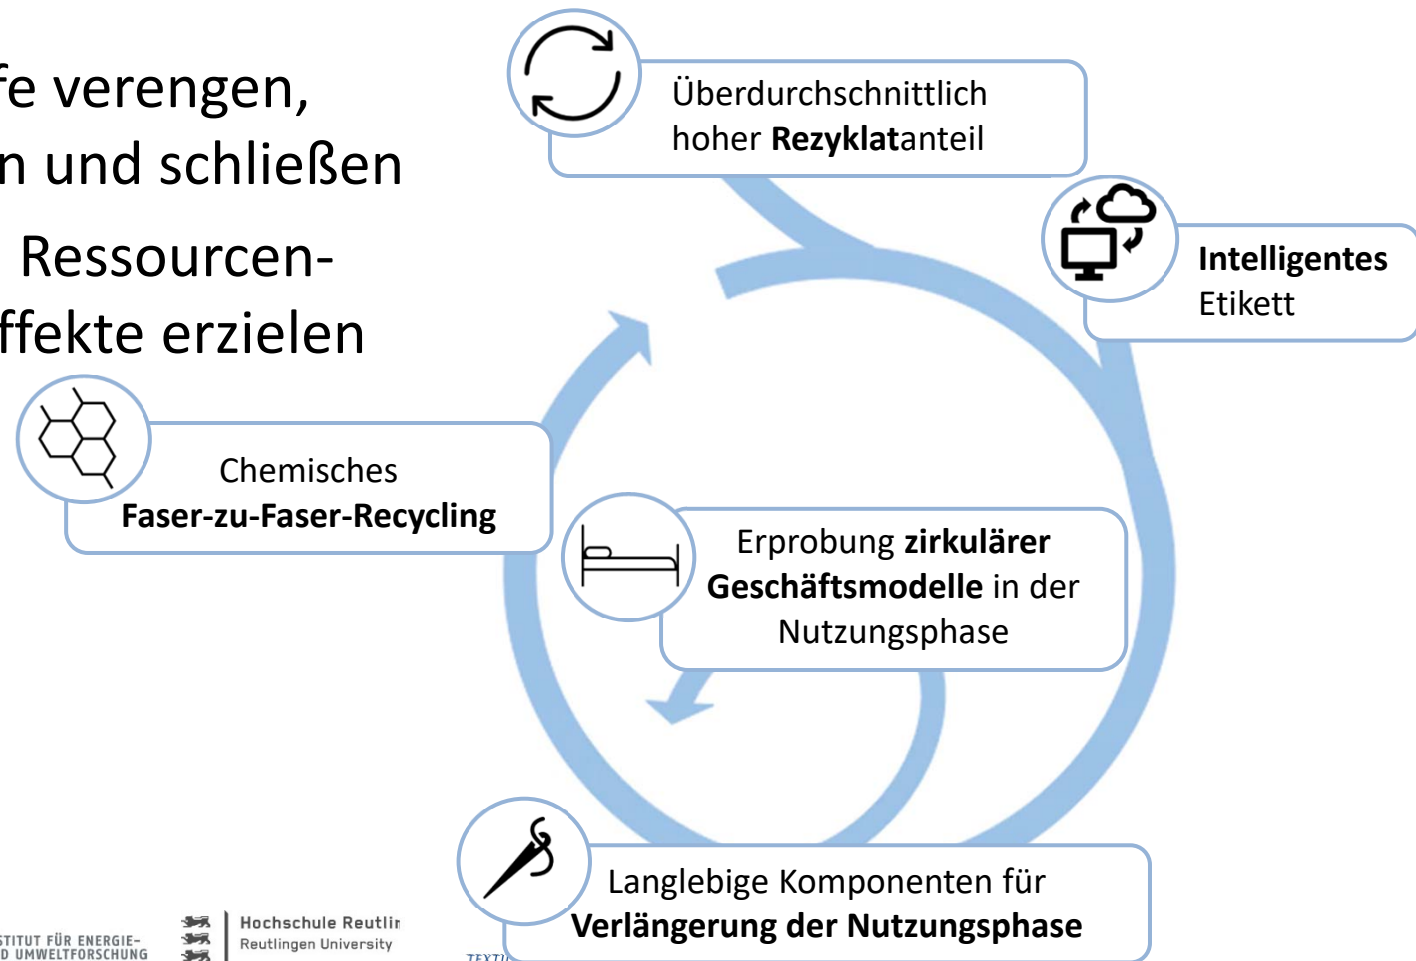 fe verengen,
n und schließen
Ressourcen-
ffekte erzielen
Überdurchschnittlich
hoher Rezyklatanteil
Intelligentes
Etikett
Chemisches
Faser-zu-Faser-Recycling
Erprobung zirkulärer
Geschäftsmodelle in der
Nutzungsphase
Langlebige Komponenten für
Verlängerung der Nutzungsphase
STITUT FÜR ENERGIE-
D UMWELTFORSCHUNG
Hochschule Reutlin
Reutlingen University
TEXTIL